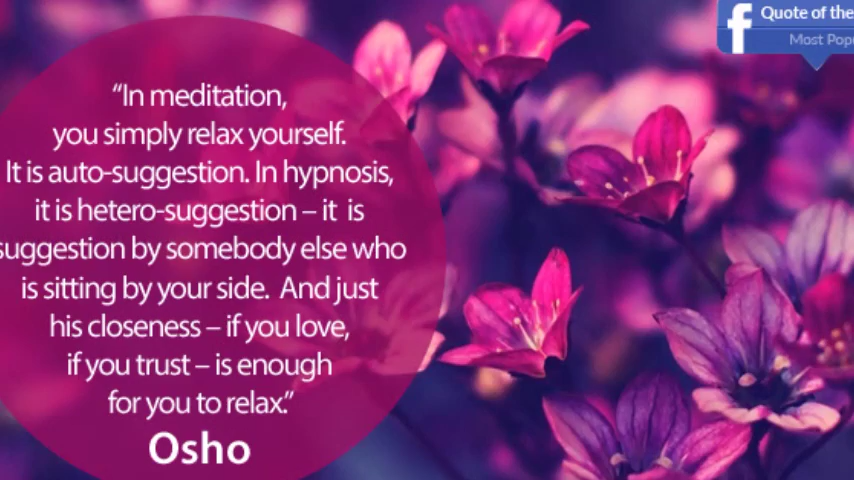 “In meditation,
you simply relax yourself.
It is auto-suggestion. In hypnosis,
it is hetero-suggestion – it is
suggestion by somebody else who
is sitting by your side. And just
his closeness – if you love,
if you trust – is enough
for you to relax.”
Osho
f Quote of the
Most